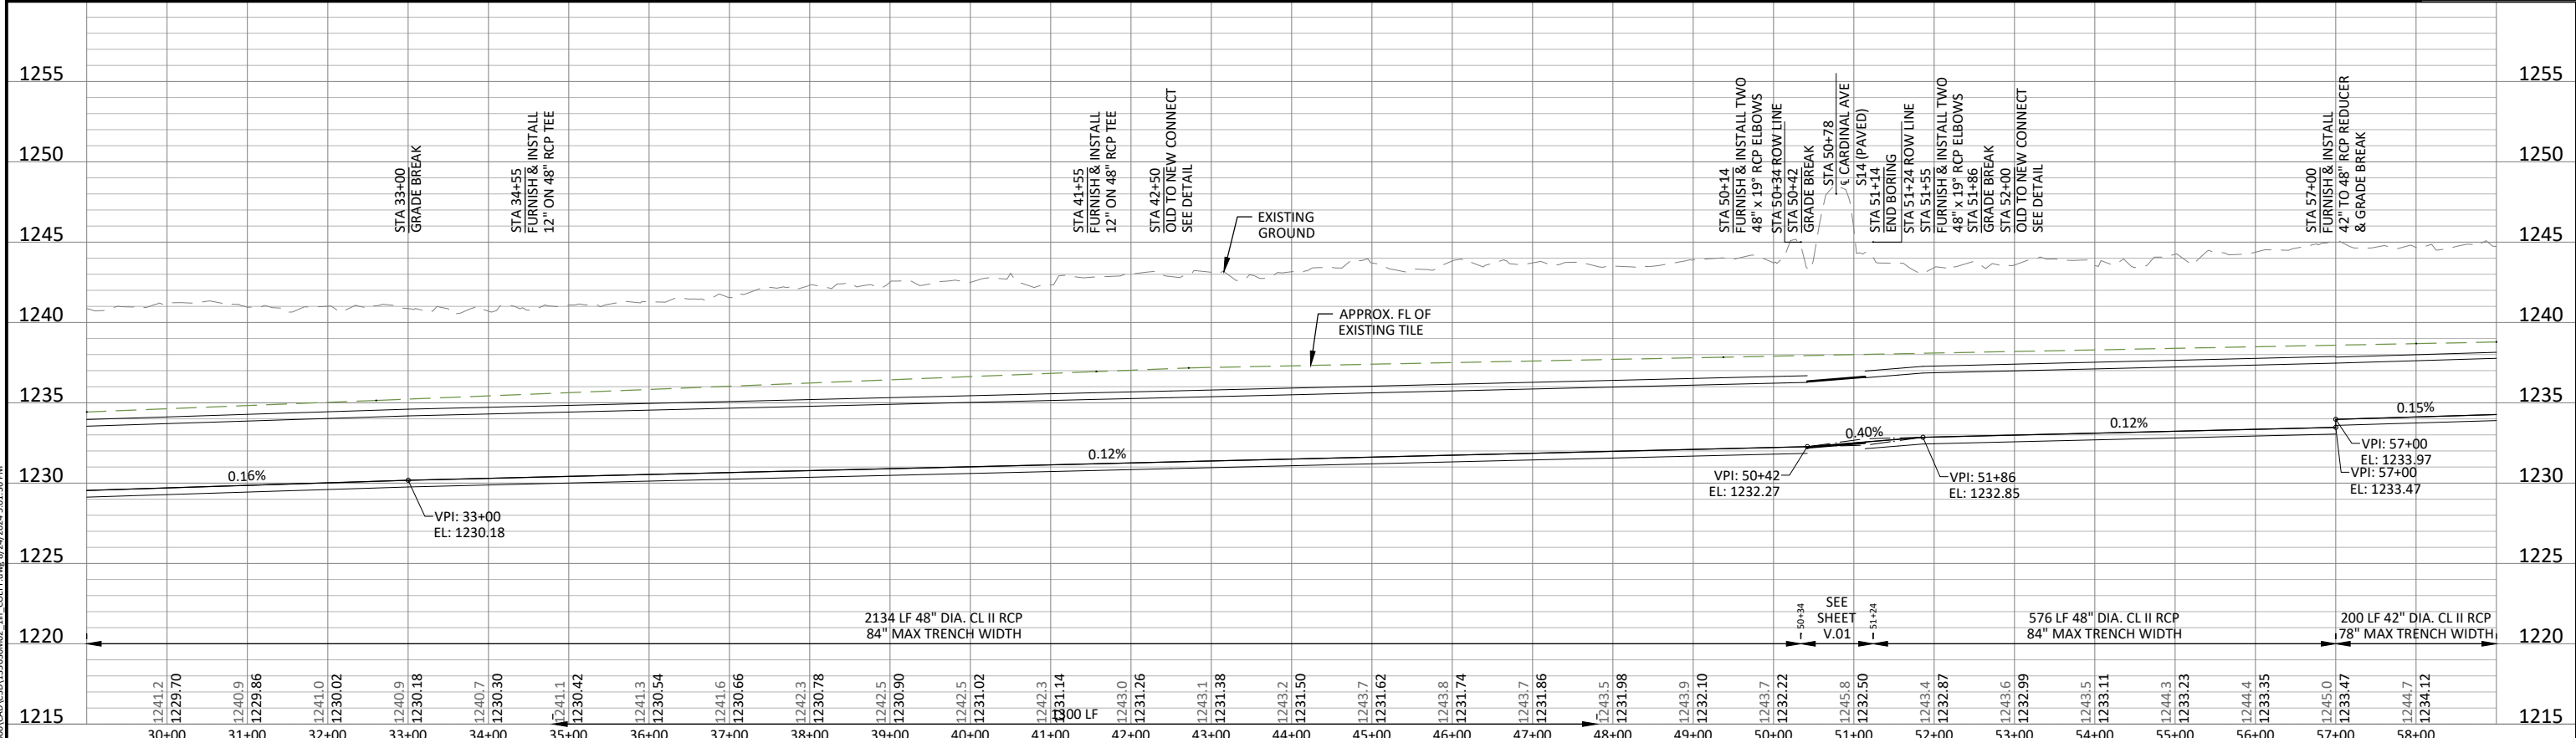 1255
1250
1245
1240
1235
1230
1225
1220
1215
STA 33+00
GRADE BREAK
STA 34+55
FURNISH & INSTALL
12" ON 48" RCP TEE
STA 41+55
FURNISH & INSTALL
12" ON 48" RCP TEE
STA 42+50
OLD TO NEW CONNECT
SEE DETAIL
EXISTING
GROUND
APPROX. FL OF
EXISTING TILE
STA 50+14
FURNISH & INSTALL TWO
48" x 19° RCP ELBOWS
STA 50+34 ROW LINE
STA 50+42
GRADE BREAK
STA 50+78
℄ CARDINAL AVE
S14 (PAVED)
STA 51+14
END BORING
STA 51+24 ROW LINE
STA 51+55
FURNISH & INSTALL TWO
48" x 19° RCP ELBOWS
STA 51+86
GRADE BREAK
STA 52+00
OLD TO NEW CONNECT
SEE DETAIL
STA 57+00
FURNISH & INSTALL
42" TO 48" RCP REDUCER
& GRADE BREAK
1255
1250
1245
1240
1235
1230
1225
1220
1215
0.16%
0.12%
0.40%
0.12%
0.15%
VPI: 33+00
EL: 1230.18
VPI: 50+42
EL: 1232.27
VPI: 51+86
EL: 1232.85
VPI: 57+00
EL: 1233.97
VPI: 57+00
EL: 1233.47
2134 LF 48" DIA. CL II RCP
84" MAX TRENCH WIDTH
50+34
SEE
SHEET
V.01
51+24
576 LF 48" DIA. CL II RCP
84" MAX TRENCH WIDTH
200 LF 42" DIA. CL II RCP
78" MAX TRENCH WIDTH
1241.2
1229.70
1240.9
1229.86
1241.0
1230.02
1240.9
1230.18
1240.7
1230.30
1241.1
1230.42
1241.3
1230.54
1241.6
1230.66
1242.3
1230.78
1242.5
1230.90
1242.5
1231.02
1242.3
1231.14
1243.0
1231.26
1243.1
1231.38
1243.2
1231.50
1243.7
1231.62
1243.8
1231.74
1243.7
1231.86
1243.5
1231.98
1243.9
1232.10
1243.7
1232.22
1245.8
1232.50
1243.4
1232.87
1243.6
1232.99
1243.5
1233.11
1244.3
1233.23
1244.4
1233.35
1245.0
1233.47
1244.7
1234.12
1300 LF
30+00 31+00 32+00 33+00 34+00 35+00 36+00 37+00 38+00 39+00 40+00 41+00 42+00 43+00 44+00 45+00 46+00 47+00 48+00 49+00 50+00 51+00 52+00 53+00 54+00 55+00 56+00 57+00 58+00